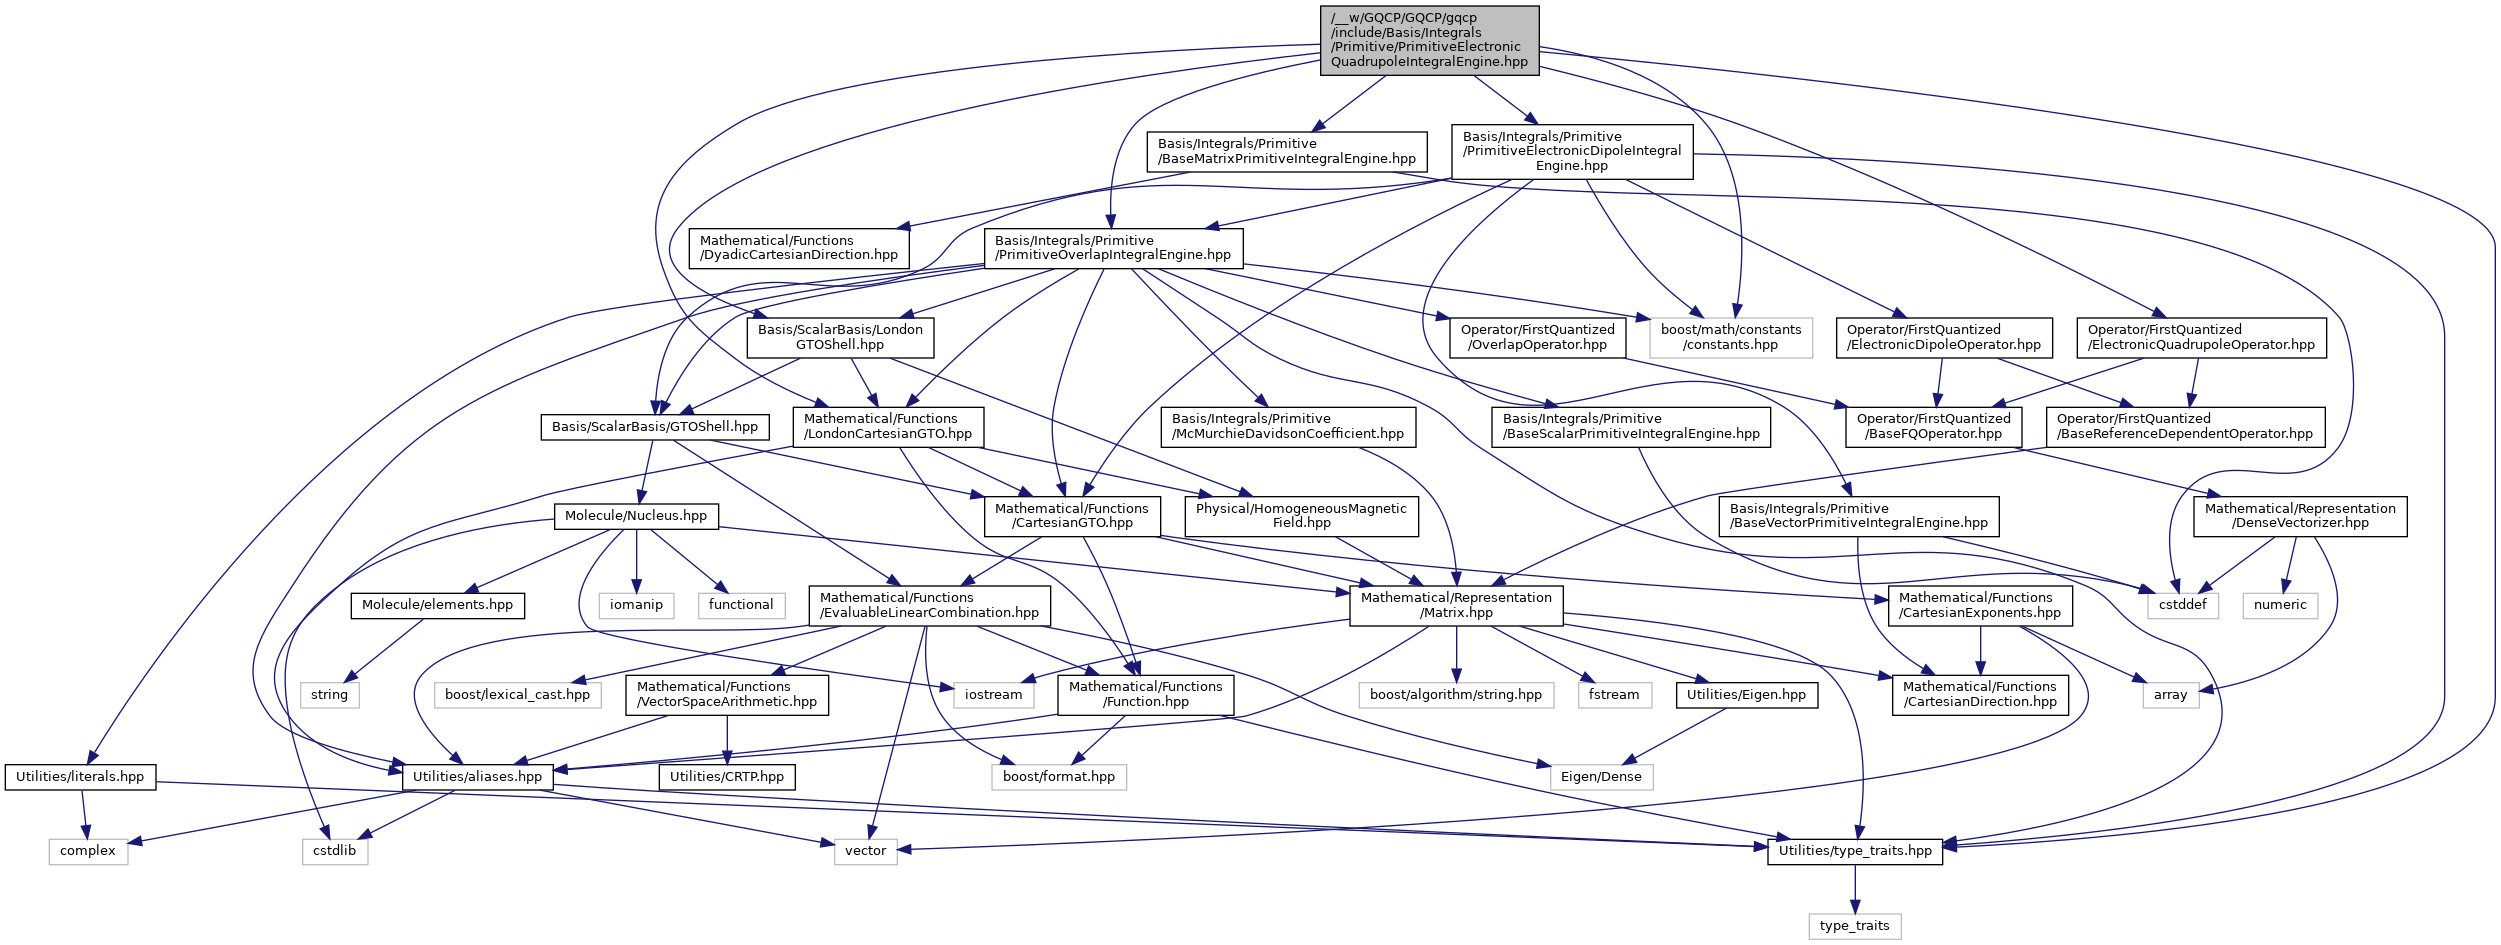 /__w/GQCP/GQCP/gqcp
/include/Basis/Integrals
/Primitive/PrimitiveElectronic
QuadrupoleIntegralEngine.hpp
Basis/Integrals/Primitive
/BaseMatrixPrimitiveIntegralEngine.hpp
Basis/Integrals/Primitive
/PrimitiveElectronicDipoleIntegral
Engine.hpp
Mathematical/Functions
/DyadicCartesianDirection.hpp
Basis/Integrals/Primitive
/PrimitiveOverlapIntegralEngine.hpp
Basis/ScalarBasis/London
GTOShell.hpp
Operator/FirstQuantized
/OverlapOperator.hpp
boost/math/constants
/constants.hpp
Operator/FirstQuantized
/ElectronicDipoleOperator.hpp
Operator/FirstQuantized
/ElectronicQuadrupoleOperator.hpp
Basis/ScalarBasis/GTOShell.hpp
Mathematical/Functions
/LondonCartesianGTO.hpp
Basis/Integrals/Primitive
/McMurchieDavidsonCoefficient.hpp
Basis/Integrals/Primitive
/BaseScalarPrimitiveIntegralEngine.hpp
Operator/FirstQuantized
/BaseFQOperator.hpp
Operator/FirstQuantized
/BaseReferenceDependentOperator.hpp
Molecule/Nucleus.hpp
Mathematical/Functions
/CartesianGTO.hpp
Physical/HomogeneousMagnetic
Field.hpp
Basis/Integrals/Primitive
/BaseVectorPrimitiveIntegralEngine.hpp
Mathematical/Representation
/DenseVectorizer.hpp
Molecule/elements.hpp
iomanip
functional
Mathematical/Functions
/EvaluableLinearCombination.hpp
Mathematical/Representation
/Matrix.hpp
Mathematical/Functions
/CartesianExponents.hpp
cstddef
numeric
string
boost/lexical_cast.hpp
Mathematical/Functions
/VectorSpaceArithmetic.hpp
iostream
Mathematical/Functions
/Function.hpp
boost/algorithm/string.hpp
fstream
Utilities/Eigen.hpp
Mathematical/Functions
/CartesianDirection.hpp
array
Utilities/literals.hpp
Utilities/aliases.hpp
Utilities/CRTP.hpp
boost/format.hpp
Eigen/Dense
complex
cstdlib
vector
Utilities/type_traits.hpp
type_traits